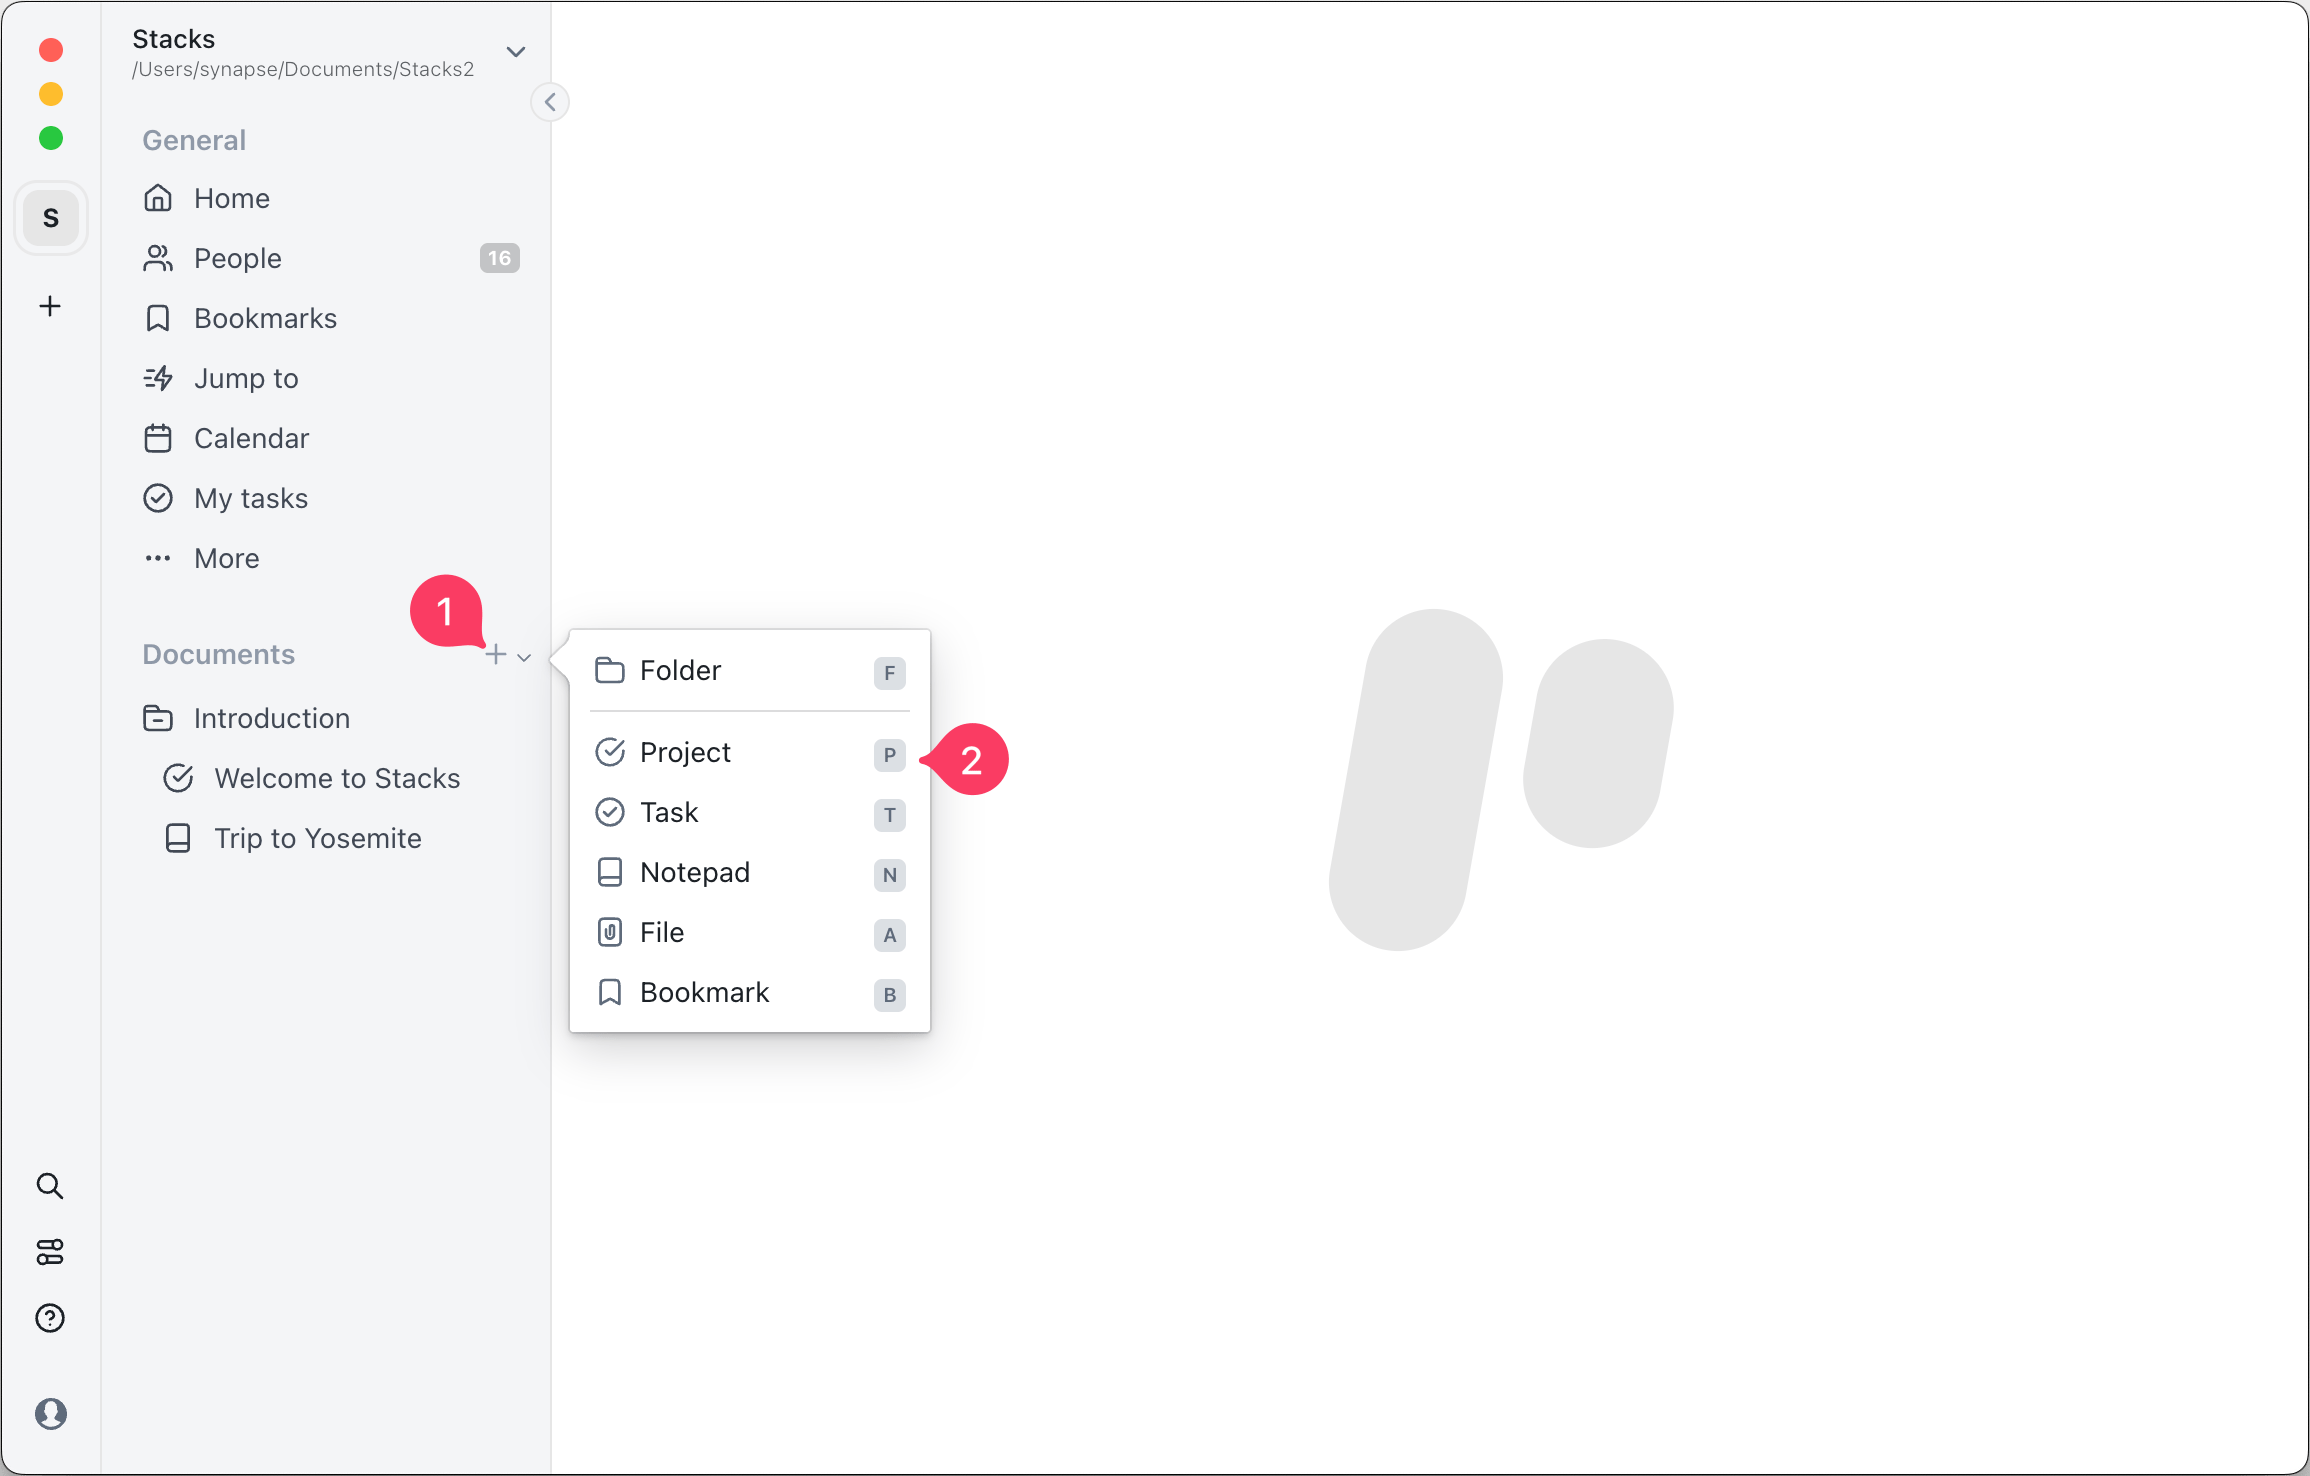 Stacks
/Users/synapse/Documents/Stacks2
General
S
Home
People 16
Bookmarks
Jump to
Calendar
My tasks
More
1
Documents
Introduction
Welcome to Stacks
Trip to Yosemite
Folder F
Project P
2
Task T
Notepad N
File A
Bookmark B